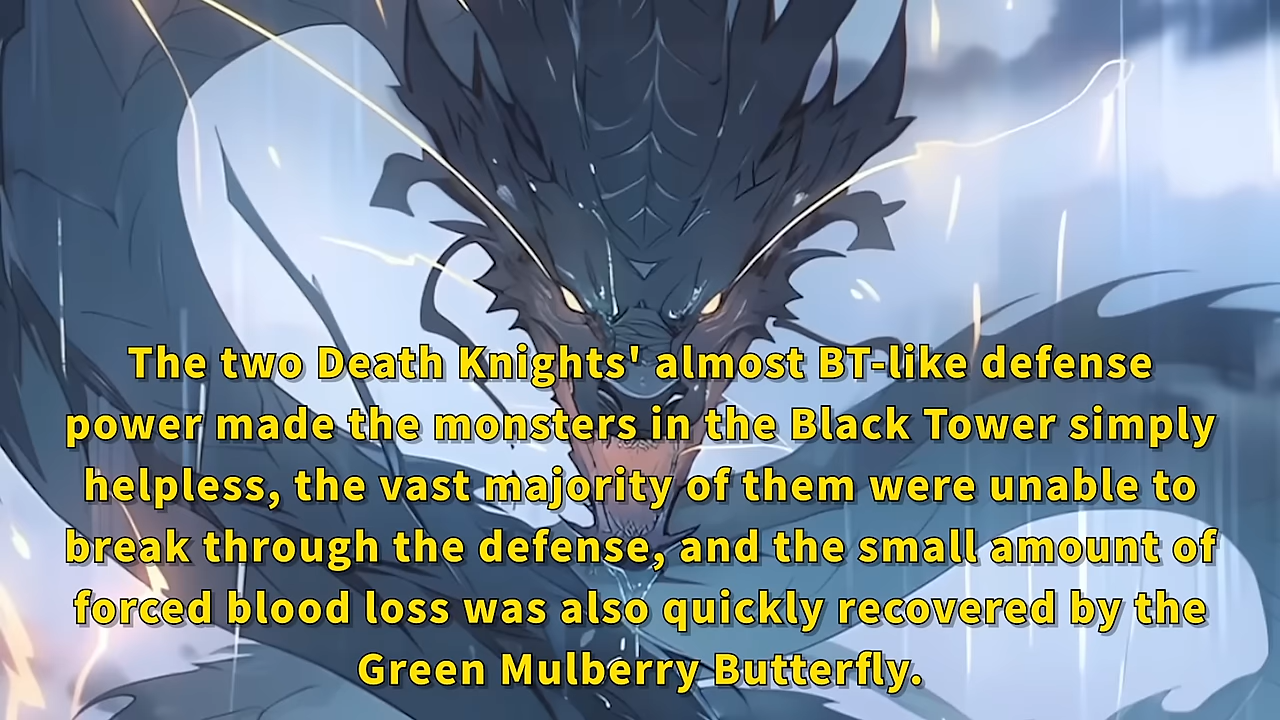 The two Death Knights' almost BT-like defense
power made the monsters in the Black Tower simply
helpless, the vast majority of them were unable to
break through the defense, and the small amount of
forced blood loss was also quickly recovered by the
Green Mulberry Butterfly.